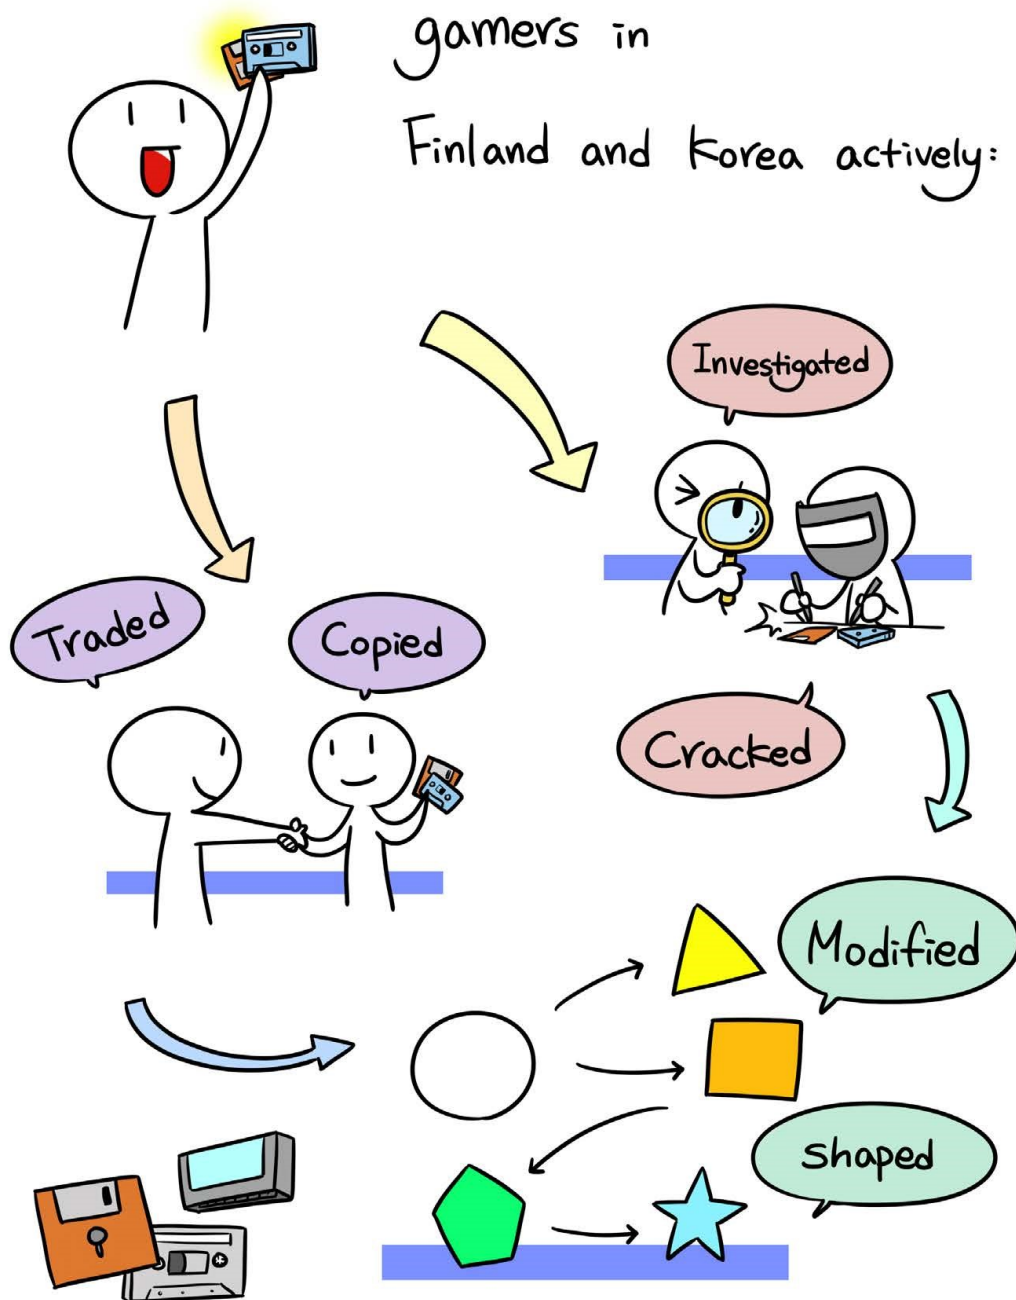 gamers in
Finland and Korea actively:
Investigated
Traded
Copied
Cracked
Modified
shaped